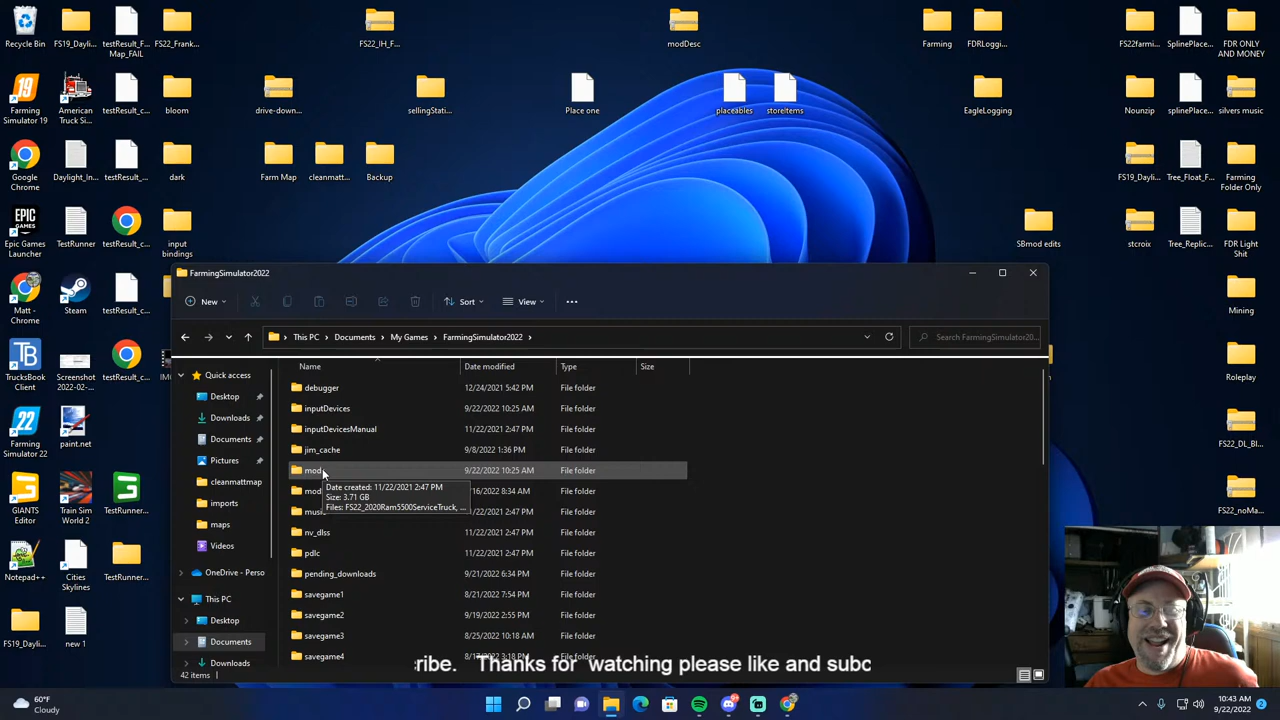 Recycle Bin
FS19_Dayli...
testResult_F...
Map_FAIL
FS22_Frank...
FS22_IH_F...
modDesc
Farming
FDRLoggi...
FS22farmi...
SplinePlace...
FDR ONLY
AND MONEY
Farming
Simulator 19
American
Truck Si...
testResult_c...
bloom
drive-down...
sellingStati...
Place one
placeables
storeItems
EagleLogging
Nounzip
splinePlace...
silvers music
Google
Chrome
Daylight_In...
testResult_...
dark
Farm Map
cleanmatt...
Backup
FS19_Dayli...
Tree_Float_F...
Farming
Folder Only
Epic Games
Launcher
TestRunner
testResult_c...
input
bindings
SBmod edits
stcroix
Tree_Replic...
FDR Light
Shit
Matt -
Chrome
Steam
testResult_c...
Mining
TrucksBook
Client
Screenshot
2022-02-...
testResult_c...
IM
Roleplay
Farming
Simulator 22
paint.net
FS22_DL_Bl...
GIANTS
Editor
Train Sim
World 2
TestRunner...
FS22_noMa...
Notepad++
Cities
Skylines
TestRunner...
FS19_Dayli...
new 1
FarmingSimulator2022
New
Sort
View
This PC
Documents
My Games
FarmingSimulator2022
Search FarmingSimulator20...
Name
Date modified
Type
Size
Quick access
Desktop
Downloads
Documents
Pictures
cleanmattmap
imports
maps
Videos
OneDrive - Perso
This PC
Desktop
Documents
Downloads
debugger 12/24/2021 5:42 PM File folder
inputDevices 9/22/2022 10:25 AM File folder
inputDevicesManual 11/22/2021 2:47 PM File folder
jim_cache 9/8/2022 1:36 PM File folder
mod 9/22/2022 10:25 AM File folder
mod /16/2022 8:34 AM File folder
Date created: 11/22/2021 2:47 PM
Size: 3.71 GB
Files: FS22_2020Ram5500ServiceTruck, ...
musi /22/2021 2:47 PM File folder
nv_dlss 11/22/2021 2:47 PM File folder
pdlc 11/22/2021 2:47 PM File folder
pending_downloads 9/21/2022 6:34 PM File folder
savegame1 8/21/2022 7:54 PM File folder
savegame2 9/19/2022 2:55 PM File folder
savegame3 8/25/2022 10:18 AM File folder
savegame4 File folder
cribe. Thanks for watching please like and subc
42 items
60°F
Cloudy
10:43 AM
9/22/2022
2